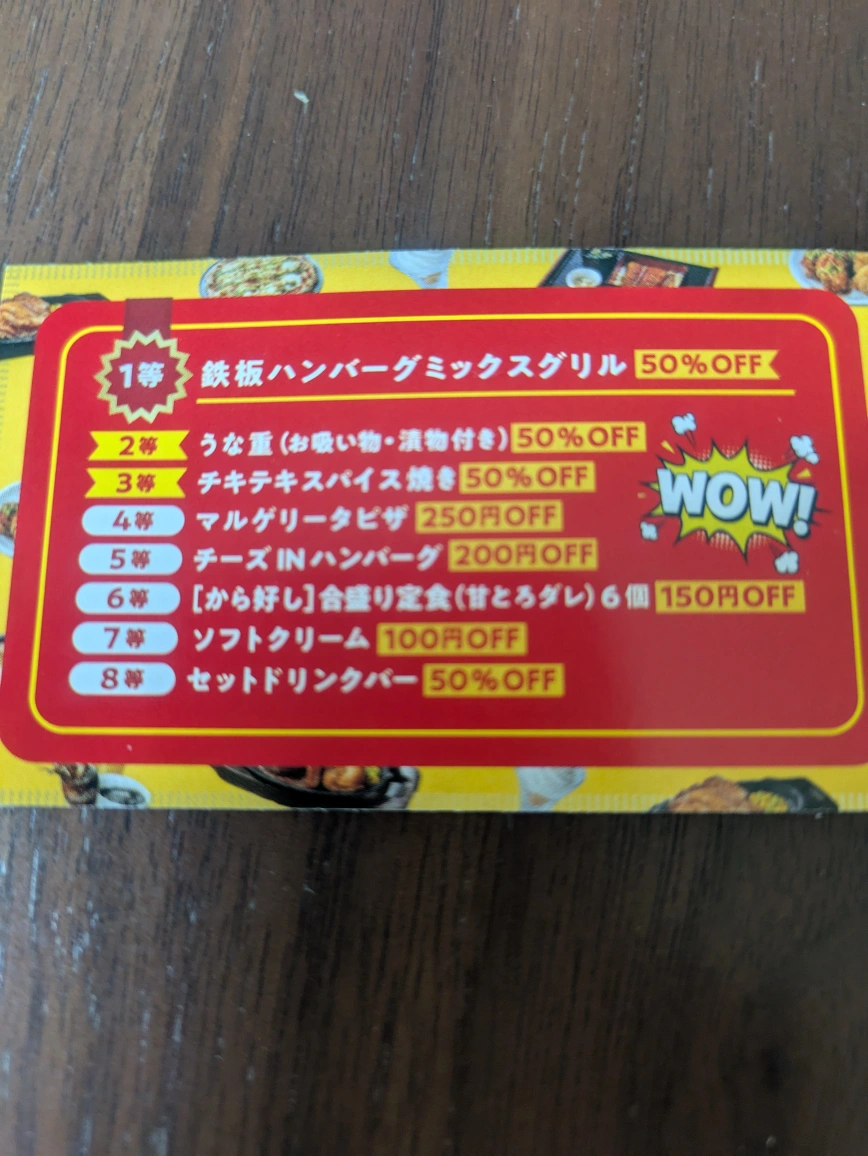 1等 鉄板ハンバーグミックスグリル 50%OFF
2等 うな重(お吸い物・漬物付き) 50%OFF
3等 チキテキスパイス焼き 50%OFF
4等 マルゲリータピザ 250円OFF
5等 チーズINハンバーグ 200円OFF
6等 [から好し]合盛り定食(甘とろダレ)6個 150円OFF
7等 ソフトクリーム 100円OFF
8等 セットドリンクバー 50%OFF
WOW!